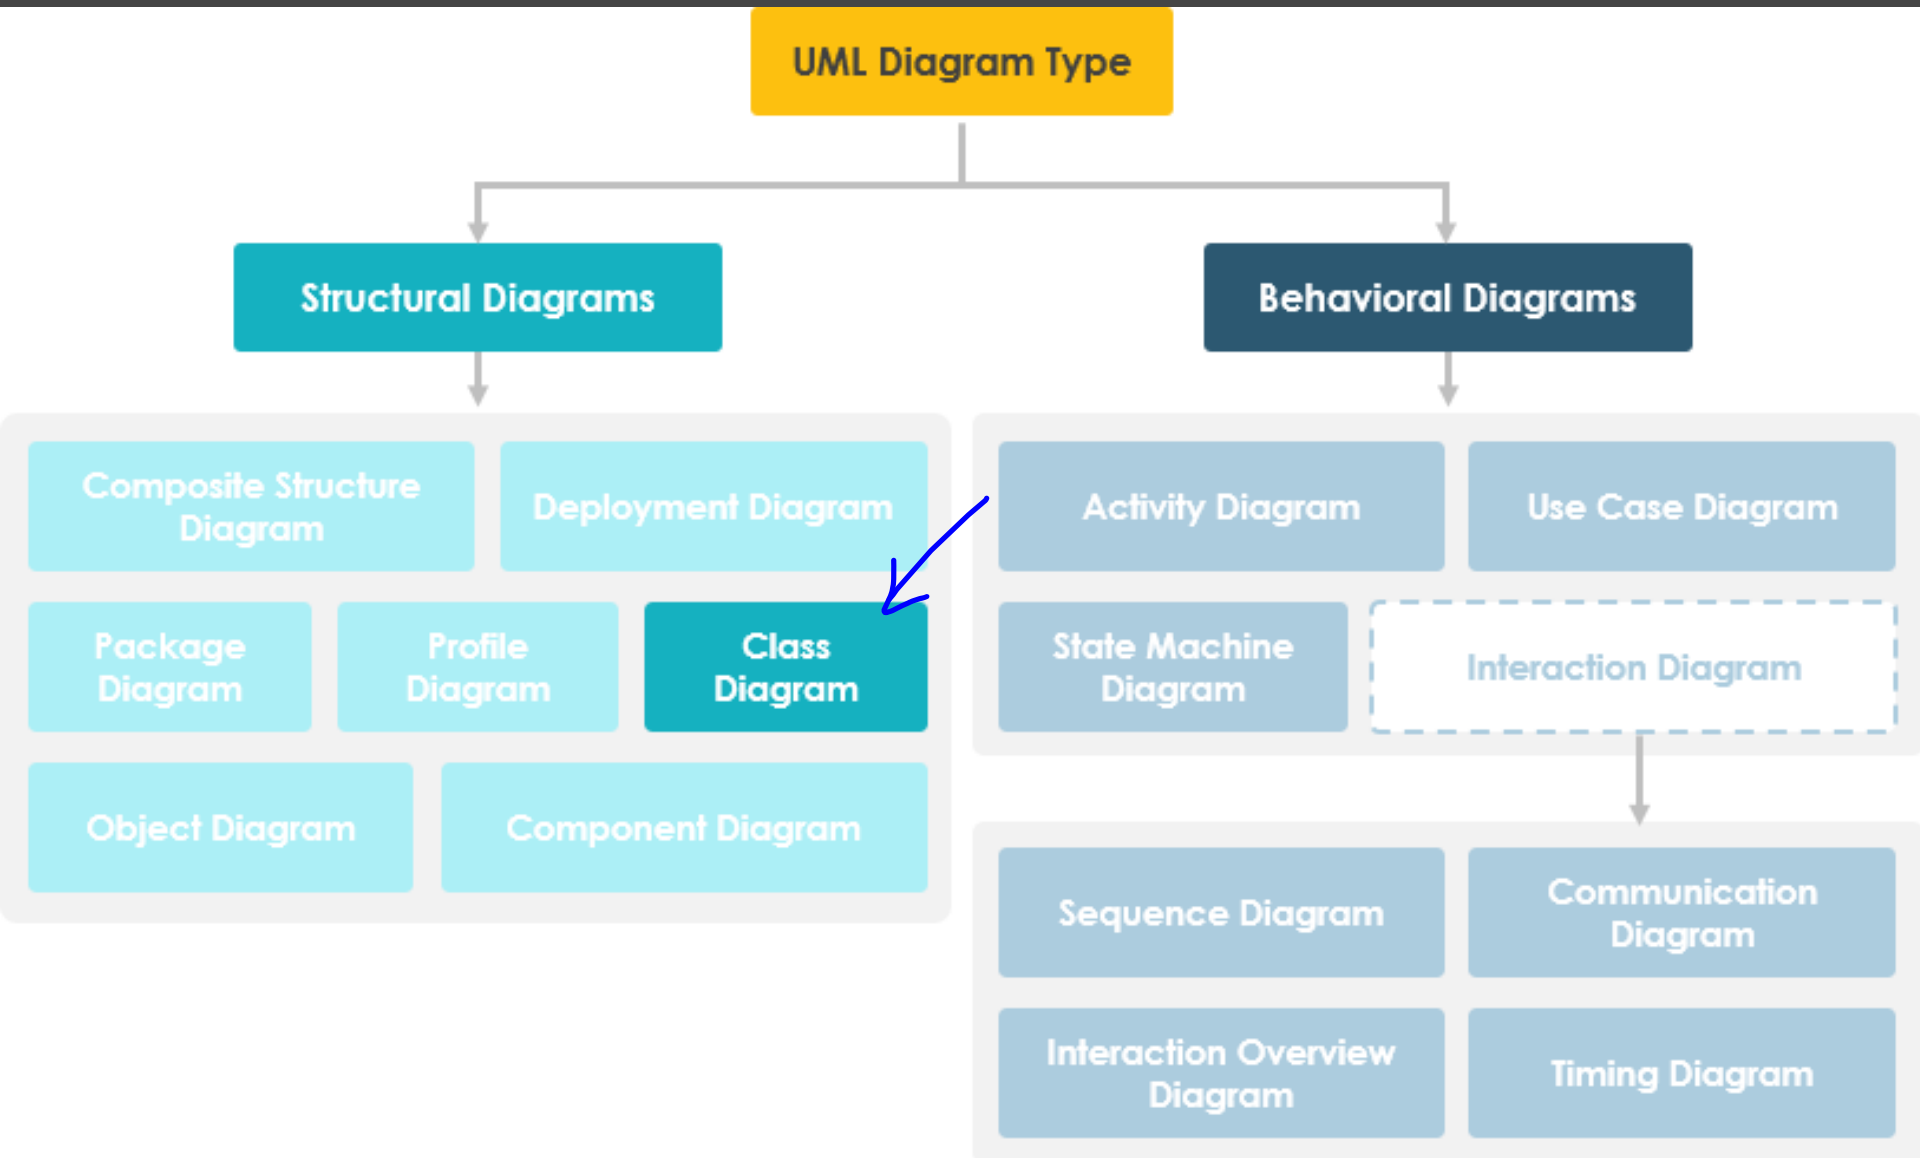 UML Diagram Type
Structural Diagrams
Behavioral Diagrams
Composite Structure
Diagram
Deployment Diagram
Package
Diagram
Profile
Diagram
Class
Diagram
Object Diagram
Component Diagram
Activity Diagram
Use Case Diagram
State Machine
Diagram
Interaction Diagram
Sequence Diagram
Communication
Diagram
Interaction Overview
Diagram
Timing Diagram